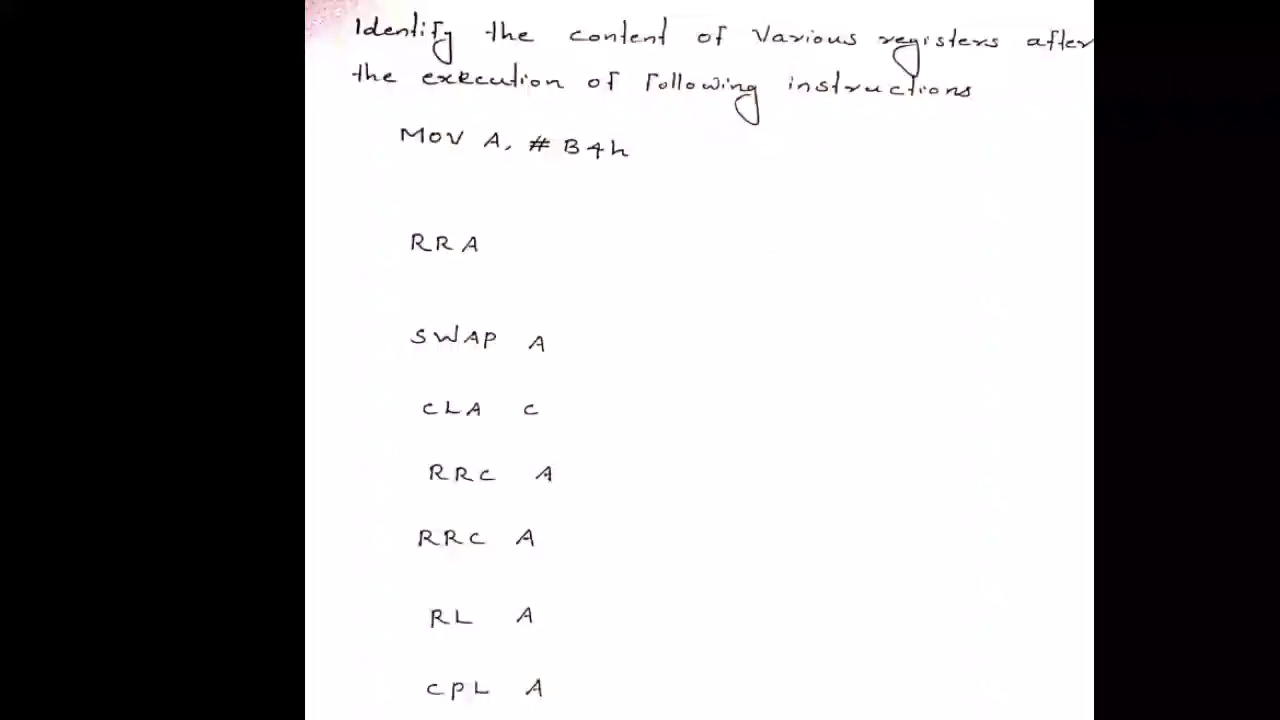 Identify the content of Various registers after
the execution of following instructions
MOV A, # B4h
RR A
SWAP A
CLA C
RRC A
RRC A
RL A
CPL A